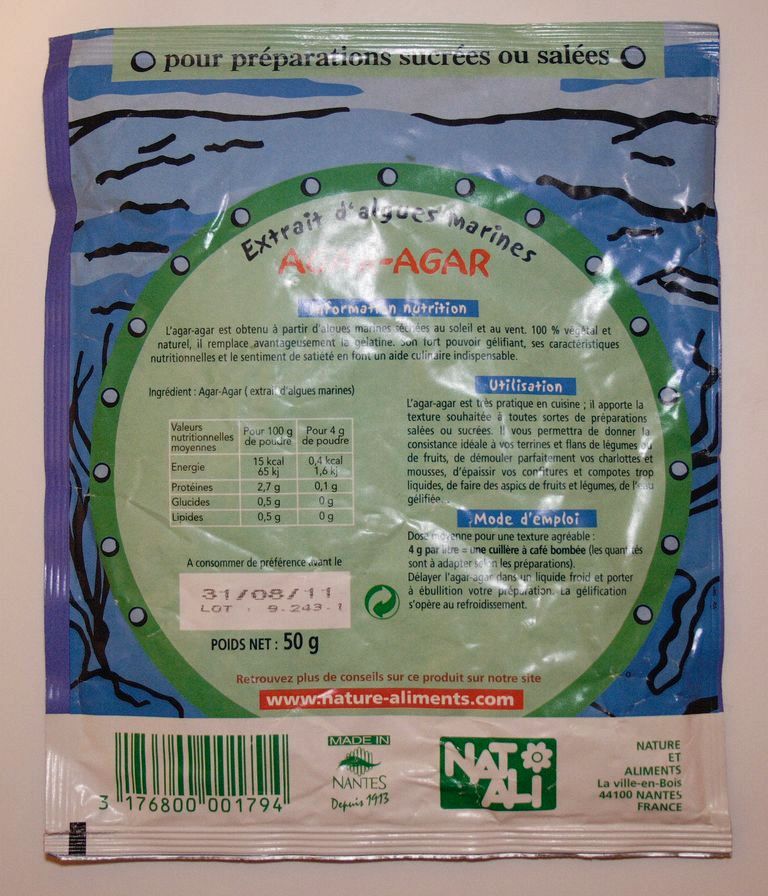 pour préparations sucrées ou salées
Extrait d'algues marines
AGAR-AGAR
Information nutrition
L'agar-agar est obtenu à partir d'algues marines séchées au soleil et au vent. 100 % végétal et
naturel, il remplace avantageusement la gélatine. Son fort pouvoir gélifiant, ses caractéristiques
nutritionnelles et le sentiment de satiété en font un aide culinaire indispensable.
Ingrédient : Agar-Agar ( extrait d'algues marines)
Valeurs nutritionnelles moyennes Pour 100 g de poudre Pour 4 g de poudre
Energie 15 kcal 65 kj 0,4 kcal 1,6 kj
Protéines 2,7 g 0,1 g
Glucides 0,5 g 0 g
Lipides 0,5 g 0 g
Utilisation
L'agar-agar est très pratique en cuisine ; il apporte la
texture souhaitée à toutes sortes de préparations
salées ou sucrées. Il vous permettra de donner la
consistance idéale à vos terrines et flans de légumes ou
de fruits, de démouler parfaitement vos charlottes et
mousses, d'épaissir vos confitures et compotes trop
liquides, de faire des aspics de fruits et légumes, de l'eau
gélifiée...
Mode d'emploi
Dose moyenne pour une texture agréable :
4 g par litre = une cuillère à café bombée (les quantités
sont à adapter selon les préparations).
Délayer l'agar-agar dans un liquide froid et porter
à ébullition votre préparation. La gélification
s'opère au refroidissement.
A consommer de préférence avant le
31/08/11
LOT : 9.243.1
POIDS NET : 50 g
Retrouvez plus de conseils sur ce produit sur notre site
www.nature-aliments.com
3 176800 001794
MADE IN
NANTES
Depuis 1913
NAT
ALI
NATURE
ET
ALIMENTS
La ville-en-Bois
44100 NANTES
FRANCE